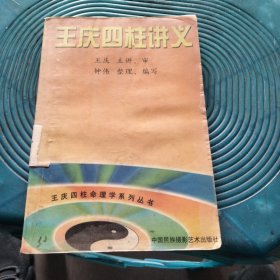 王庆四柱讲义
王庆 主讲、审
钟伟 整理、编写
王庆四柱命理学系列丛书
中国民族摄影艺术出版社